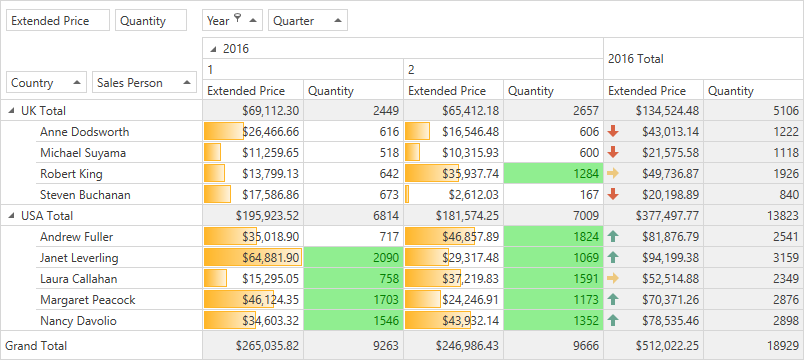 Extended Price Quantity Year Quarter
2016 2016 Total
1 2
Country Sales Person Extended Price Quantity Extended Price Quantity Extended Price Quantity
UK Total $69,112.30 2449 $65,412.18 2657 $134,524.48 5106
Anne Dodsworth $26,466.66 616 $16,546.48 606 $43,013.14 1222
Michael Suyama $11,259.65 518 $10,315.93 600 $21,575.58 1118
Robert King $13,799.13 642 $35,937.74 1284 $49,736.87 1926
Steven Buchanan $17,586.86 673 $2,612.03 167 $20,198.89 840
USA Total $195,923.52 6814 $181,574.25 7009 $377,497.77 13823
Andrew Fuller $35,018.90 717 $46,857.89 1824 $81,876.79 2541
Janet Leverling $64,881.90 2090 $29,317.48 1069 $94,199.38 3159
Laura Callahan $15,295.05 758 $37,219.83 1591 $52,514.88 2349
Margaret Peacock $46,124.35 1703 $24,246.91 1173 $70,371.26 2876
Nancy Davolio $34,603.32 1546 $43,932.14 1352 $78,535.46 2898
Grand Total $265,035.82 9263 $246,986.43 9666 $512,022.25 18929